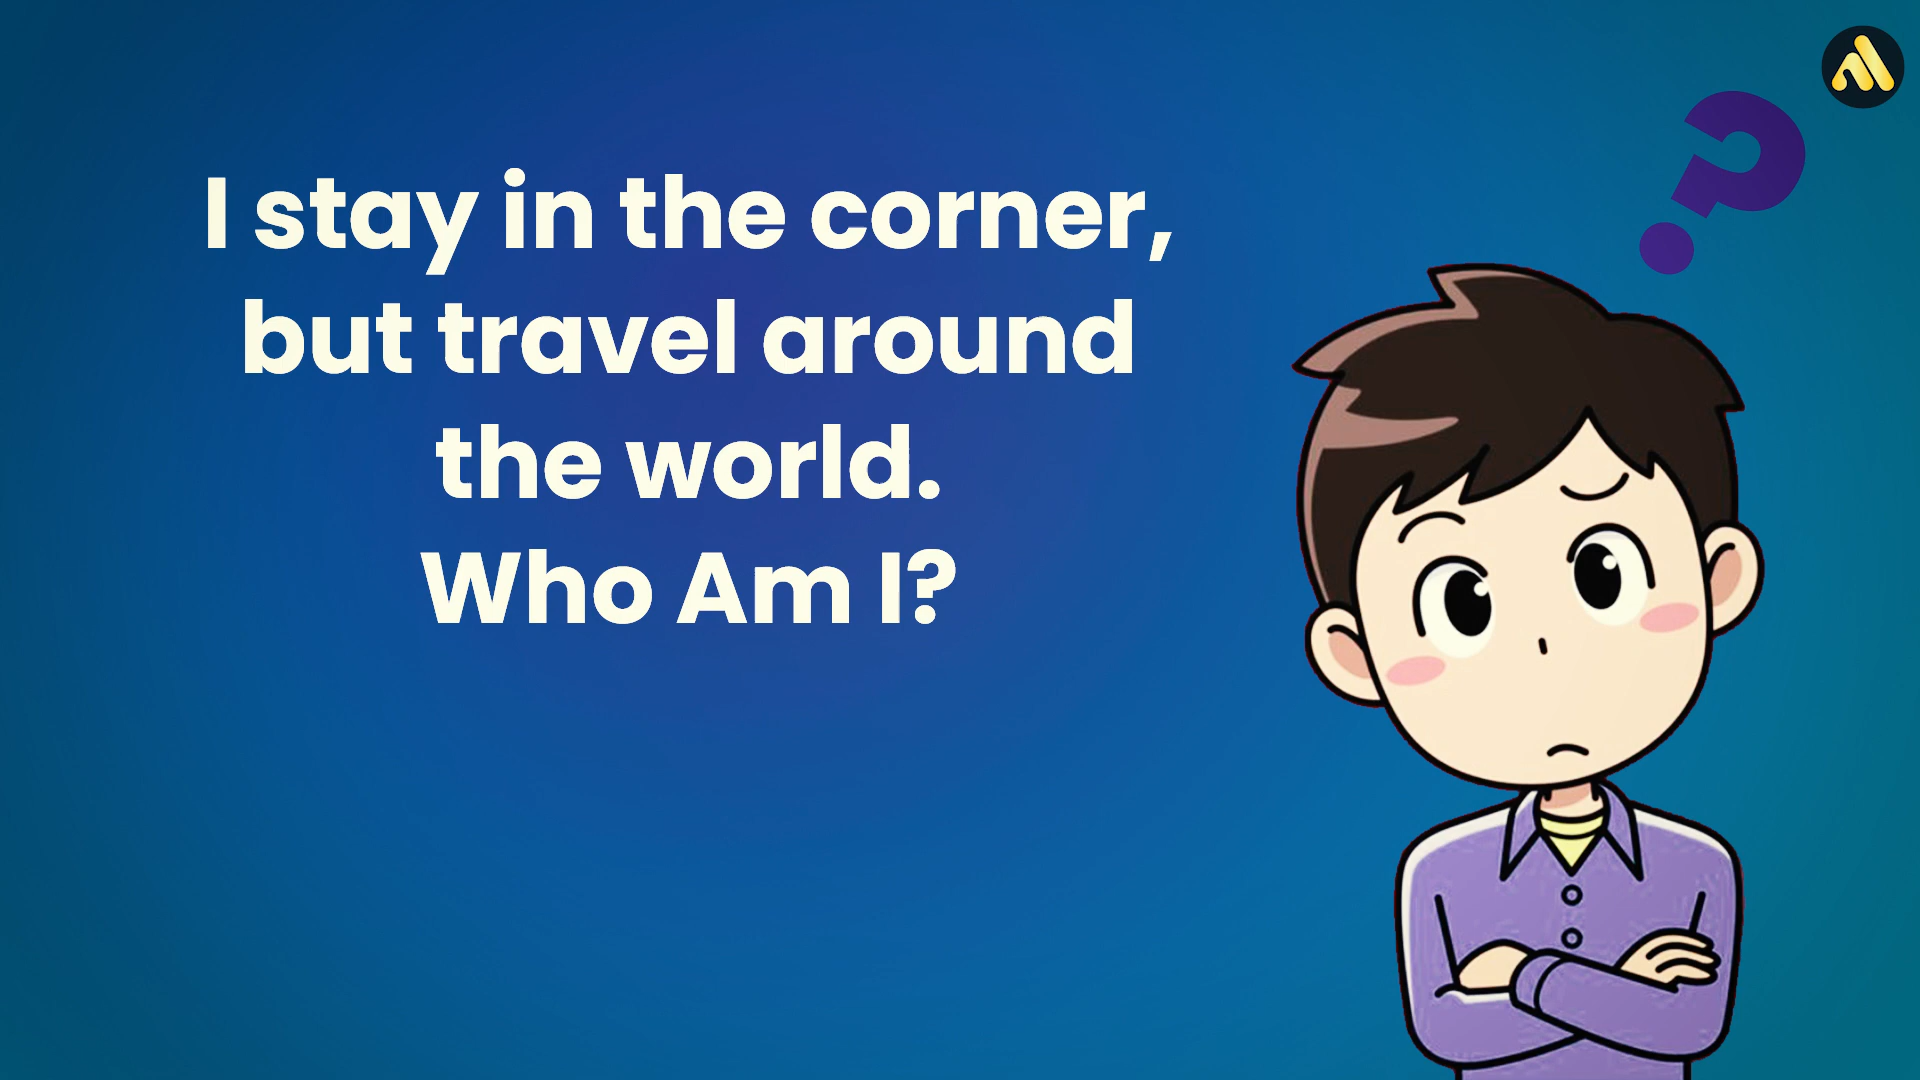 I stay in the corner,
but travel around
the world.
Who Am I?
?